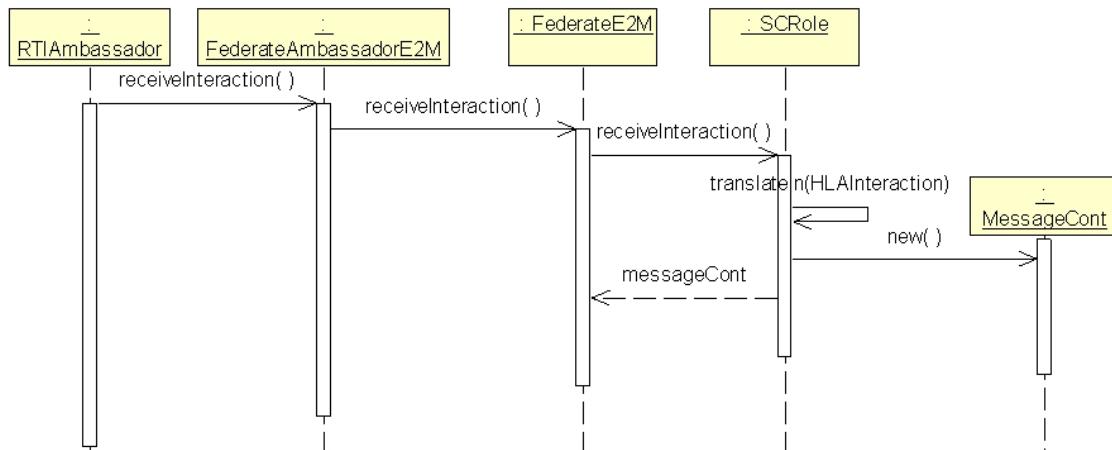 :
RTIAmbassador
:
FederateAmbassadorE2M
: FederateE2M
: SCRole
receiveInteraction( )
receiveInteraction( )
receiveInteraction( )
translateIn(HLAInteraction)
:
MessageCont
new( )
messageCont